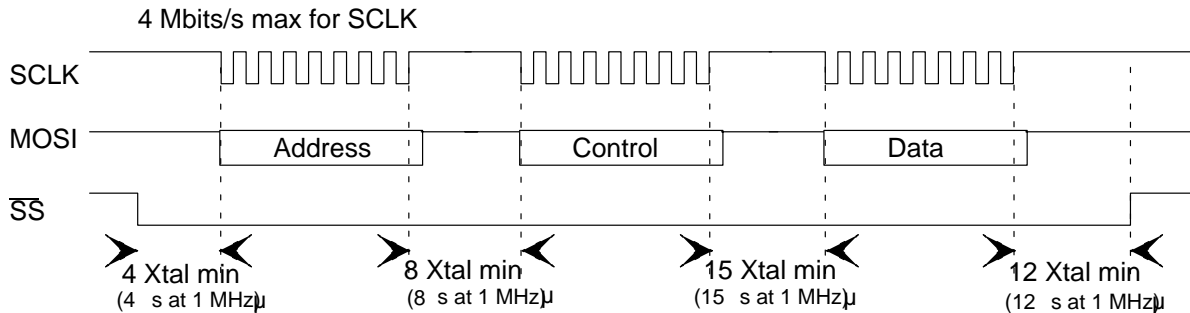 4 Mbits/s max for SCLK
SCLK
MOSI
Address
Control
Data
SS
4 Xtal min
(4 s at 1 MHz)µ
8 Xtal min
(8 s at 1 MHz)µ
15 Xtal min
(15 s at 1 MHz)µ
12 Xtal min
(12 s at 1 MHz)µ